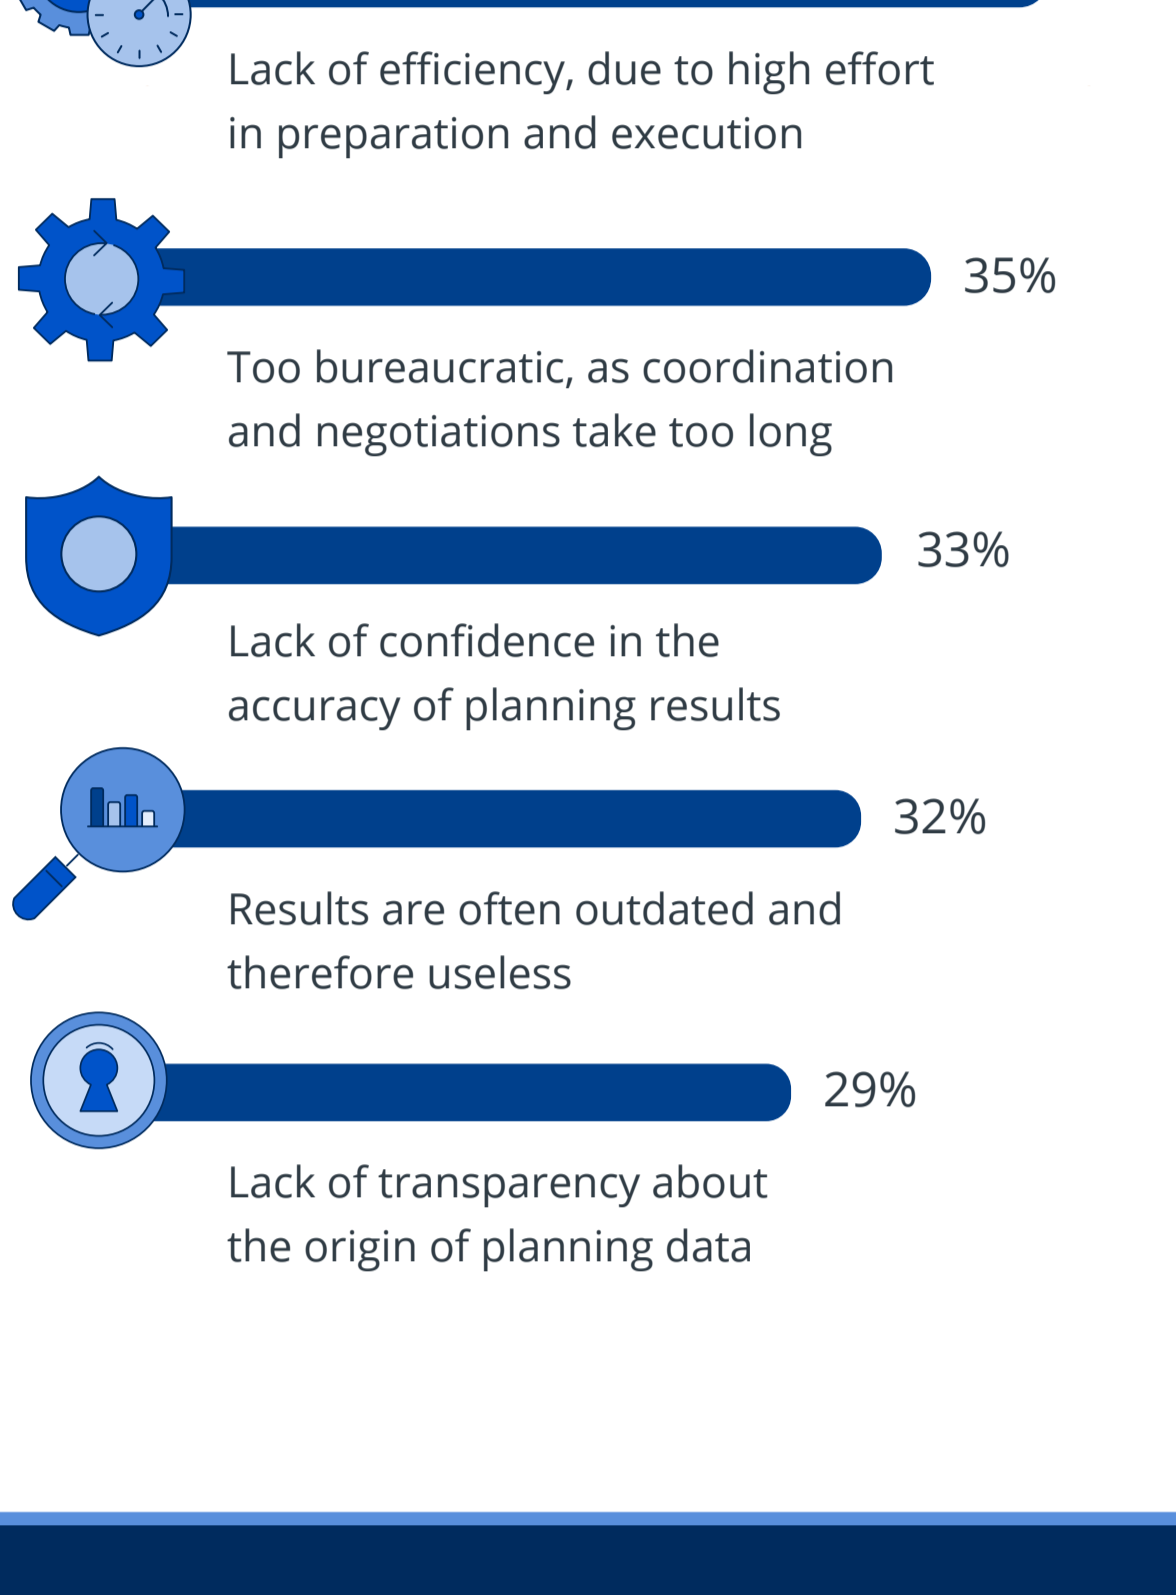 Lack of efficiency, due to high effort
in preparation and execution
35%
Too bureaucratic, as coordination
and negotiations take too long
33%
Lack of confidence in the
accuracy of planning results
32%
Results are often outdated and
therefore useless
29%
Lack of transparency about
the origin of planning data